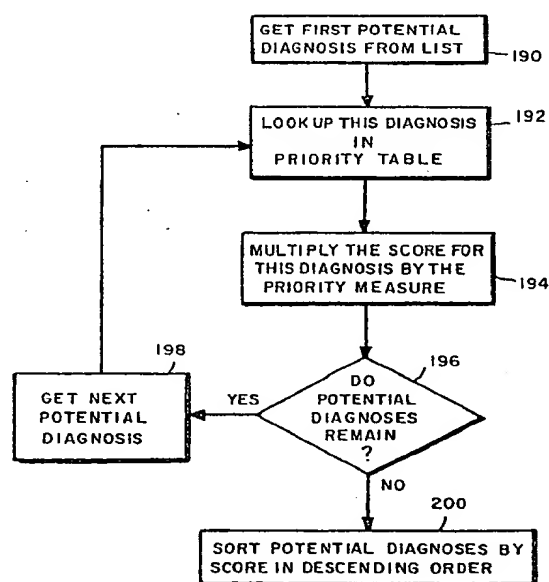 GET FIRST POTENTIAL
DIAGNOSIS FROM LIST
190
LOOK UP THIS DIAGNOSIS
IN
PRIORITY TABLE
192
MULTIPLY THE SCORE FOR
THIS DIAGNOSIS BY THE
PRIORITY MEASURE
194
196
DO
POTENTIAL
DIAGNOSES
REMAIN
?
YES
198
GET NEXT
POTENTIAL
DIAGNOSIS
NO
200
SORT POTENTIAL DIAGNOSES BY
SCORE IN DESCENDING ORDER